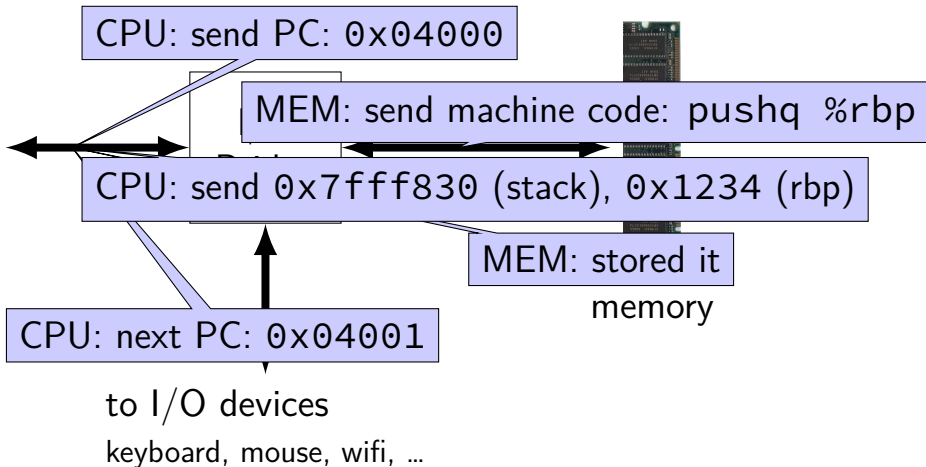 CPU: send PC: 0x04000
MEM: send machine code: pushq %rbp
CPU: send 0x7fff830 (stack), 0x1234 (rbp)
MEM: stored it
memory
CPU: next PC: 0x04001
to I/O devices
keyboard, mouse, wifi, …